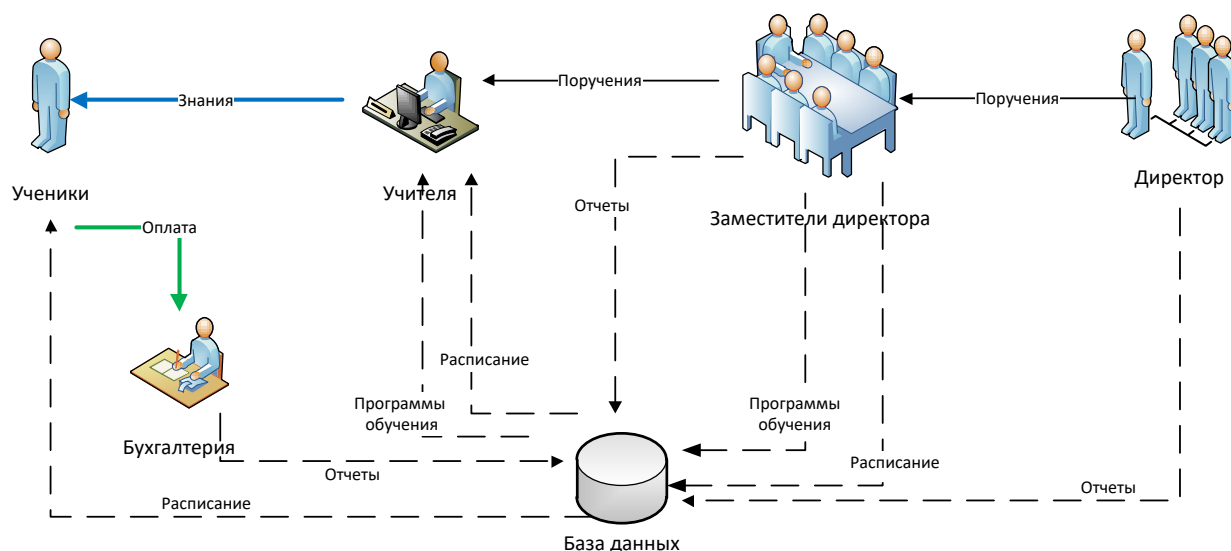 Знания
Поручения
Поручения
Ученики
Учителя
Директор
Заместители директора
Отчеты
Оплата
Расписание
Программы
обучения
Программы
обучения
Бухгалтерия
Отчеты
Расписание
Отчеты
Расписание
База данных